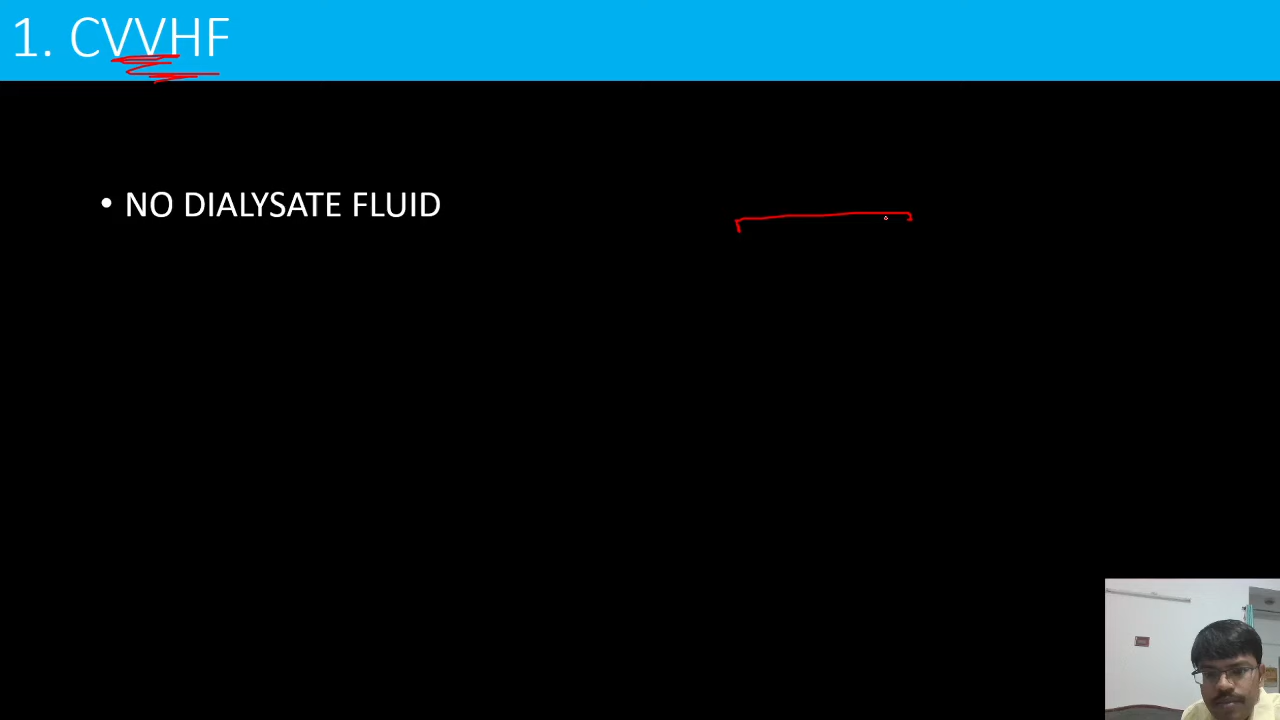 1. CVVHF
• NO DIALYSATE FLUID